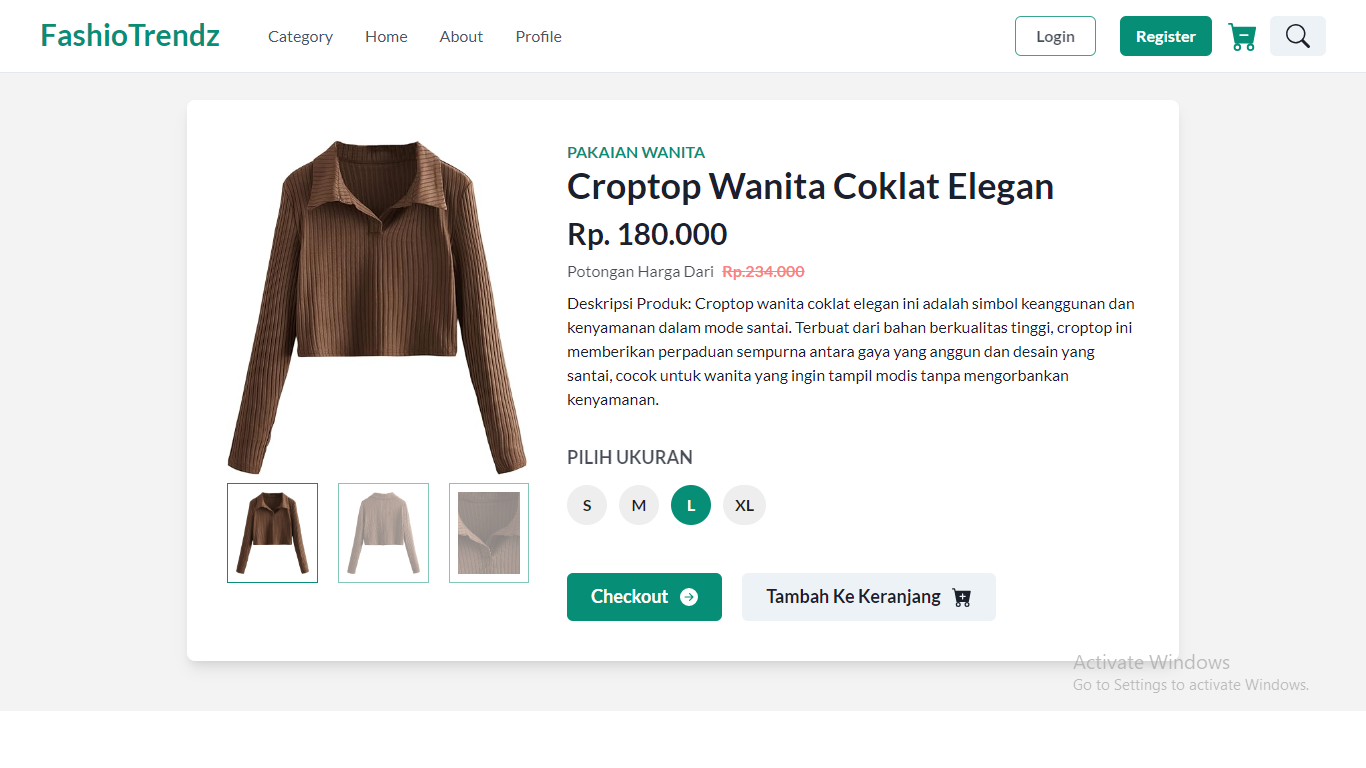 FashioTrendz
Category
Home
About
Profile
Login
Register
PAKAIAN WANITA
Croptop Wanita Coklat Elegan
Rp. 180.000
Potongan Harga Dari Rp.234.000
Deskripsi Produk: Croptop wanita coklat elegan ini adalah simbol keanggunan dan
kenyamanan dalam mode santai. Terbuat dari bahan berkualitas tinggi, croptop ini
memberikan perpaduan sempurna antara gaya yang anggun dan desain yang
santai, cocok untuk wanita yang ingin tampil modis tanpa mengorbankan
kenyamanan.
PILIH UKURAN
S
M
L
XL
Checkout
Tambah Ke Keranjang
Activate Windows
Go to Settings to activate Windows.